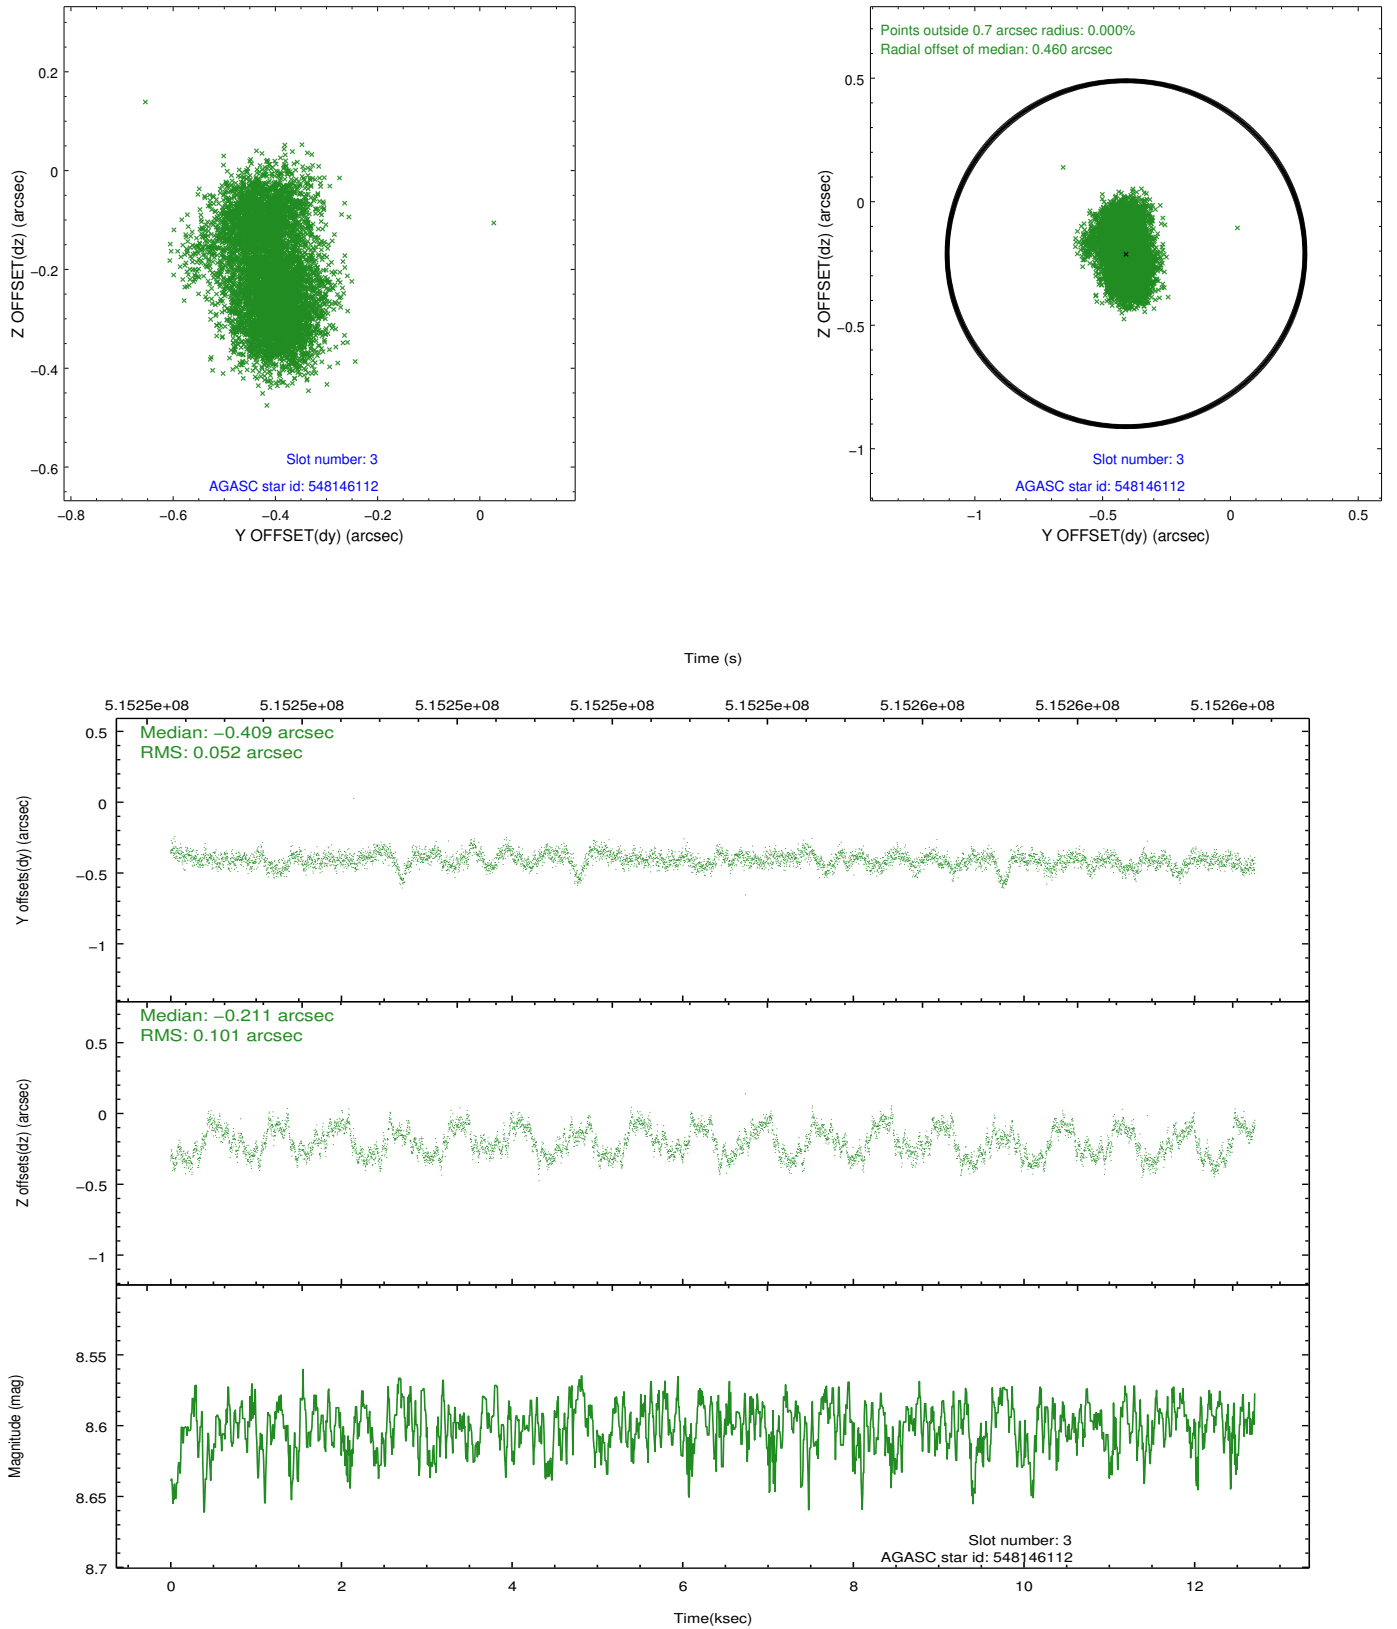 0.2
0
−0.2
−0.4
−0.6
Z OFFSET(dz) (arcsec)
Slot number: 3
AGASC star id: 548146112
−0.8 −0.6 −0.4 −0.2 0
Y OFFSET(dy) (arcsec)
Points outside 0.7 arcsec radius: 0.000%
Radial offset of median: 0.460 arcsec
0.5
0
−0.5
−1
Z OFFSET(dz) (arcsec)
Slot number: 3
AGASC star id: 548146112
−1 −0.5 0 0.5
Y OFFSET(dy) (arcsec)
Time (s)
5.1525e+08 5.1525e+08 5.1525e+08 5.1525e+08 5.1525e+08 5.1526e+08 5.1526e+08 5.1526e+08
Median: −0.409 arcsec
RMS: 0.052 arcsec
0.5
0
−0.5
−1
Y offsets(dy) (arcsec)
Median: −0.211 arcsec
RMS: 0.101 arcsec
0.5
0
−0.5
−1
Z offsets(dz) (arcsec)
8.55
8.6
8.65
8.7
Magnitude (mag)
Slot number: 3
AGASC star id: 548146112
0 2 4 6 8 10 12
Time(ksec)